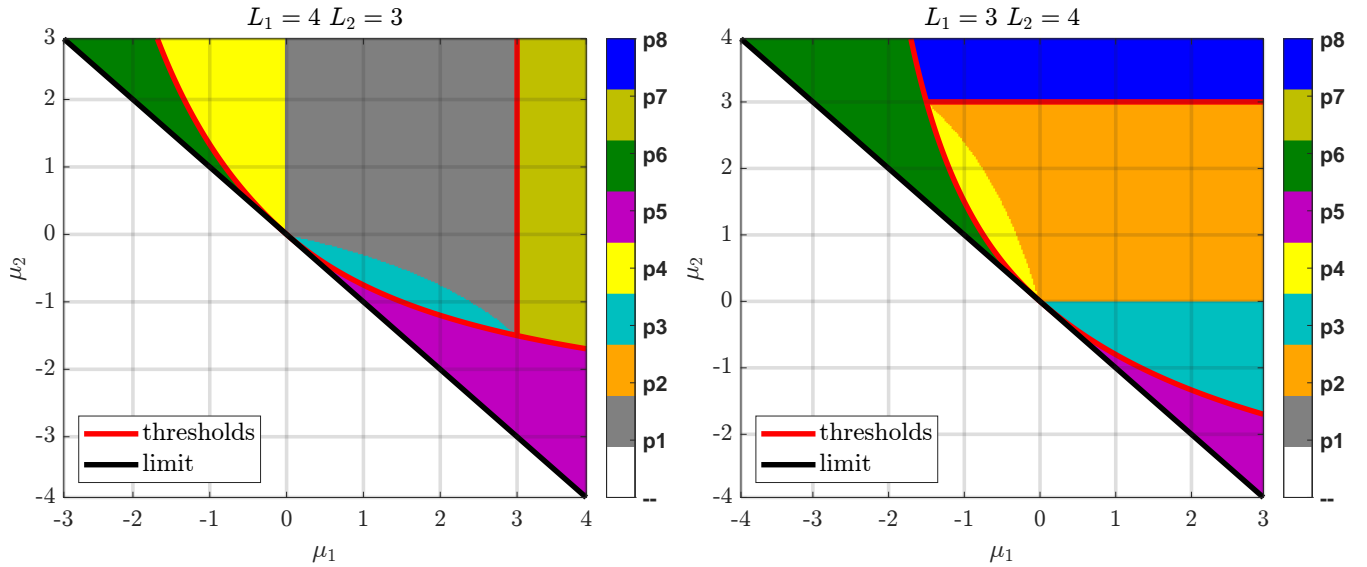 L₁ = 4 L₂ = 3
3
2
1
0
-1
-2
-3
-4
μ₂
-3
-2
-1
0
1
2
3
4
μ₁
thresholds
limit
p8
p7
p6
p5
p4
p3
p2
p1
--
L₁ = 3 L₂ = 4
4
3
2
1
0
-1
-2
-3
-4
μ₂
-4
-3
-2
-1
0
1
2
3
μ₁
thresholds
limit
p8
p7
p6
p5
p4
p3
p2
p1
--